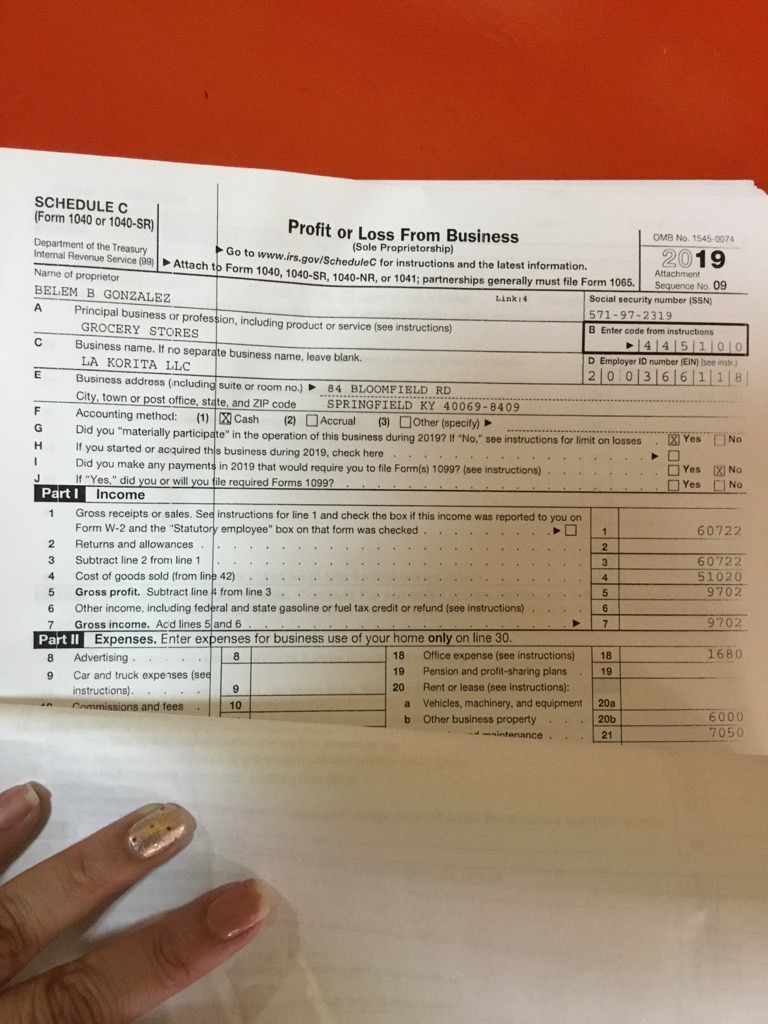 SCHEDULE C
(Form 1040 or 1040-SR)
Department of the Treasury
Internal Revenue Service (99)
Profit or Loss From Business
(Sole Proprietorship)
▶ Go to www.irs.gov/ScheduleC for instructions and the latest information.
▶ Attach to Form 1040, 1040-SR, 1040-NR, or 1041; partnerships generally must file Form 1065.
OMB No. 1545-0074
2019
Attachment
Sequence No. 09
Name of proprietor
BELEM B GONZALEZ
Link:4
Social security number (SSN)
571-97-2319
A Principal business or profession, including product or service (see instructions)
GROCERY STORES
B Enter code from instructions
▶ 4 4 5 1 0 0
C Business name. If no separate business name, leave blank.
LA KORITA LLC
D Employer ID number (EIN) (see instr.)
2 0 0 3 6 6 1 1 8
E Business address (including suite or room no.) ▶ 84 BLOOMFIELD RD
City, town or post office, state, and ZIP code SPRINGFIELD KY 40069-8409
F Accounting method: (1) ☒ Cash (2) ☐ Accrual (3) ☐ Other (specify) ▶
G Did you "materially participate" in the operation of this business during 2019? If "No," see instructions for limit on losses . ☒ Yes ☐ No
H If you started or acquired this business during 2019, check here . . . ▶ ☐
I Did you make any payments in 2019 that would require you to file Form(s) 1099? (see instructions) . . . ☐ Yes ☒ No
J If "Yes," did you or will you file required Forms 1099? . . . ☐ Yes ☐ No
Part I Income
1 Gross receipts or sales. See instructions for line 1 and check the box if this income was reported to you on
Form W-2 and the "Statutory employee" box on that form was checked . . . ▶ ☐ 1 60722
2 Returns and allowances . . . 2
3 Subtract line 2 from line 1 . . . 3 60722
4 Cost of goods sold (from line 42) . . . 4 51020
5 Gross profit. Subtract line 4 from line 3 . . . 5 9702
6 Other income, including federal and state gasoline or fuel tax credit or refund (see instructions) . . . 6
7 Gross income. Add lines 5 and 6 . . . ▶ 7 9702
Part II Expenses. Enter expenses for business use of your home only on line 30.
8 Advertising . . . 8
9 Car and truck expenses (see
instructions). . . 9
10 Commissions and fees . 10
18 Office expense (see instructions) 18 1680
19 Pension and profit-sharing plans . 19
20 Rent or lease (see instructions):
a Vehicles, machinery, and equipment 20a
b Other business property . . . 20b 6000
maintenance . . . 21 7050